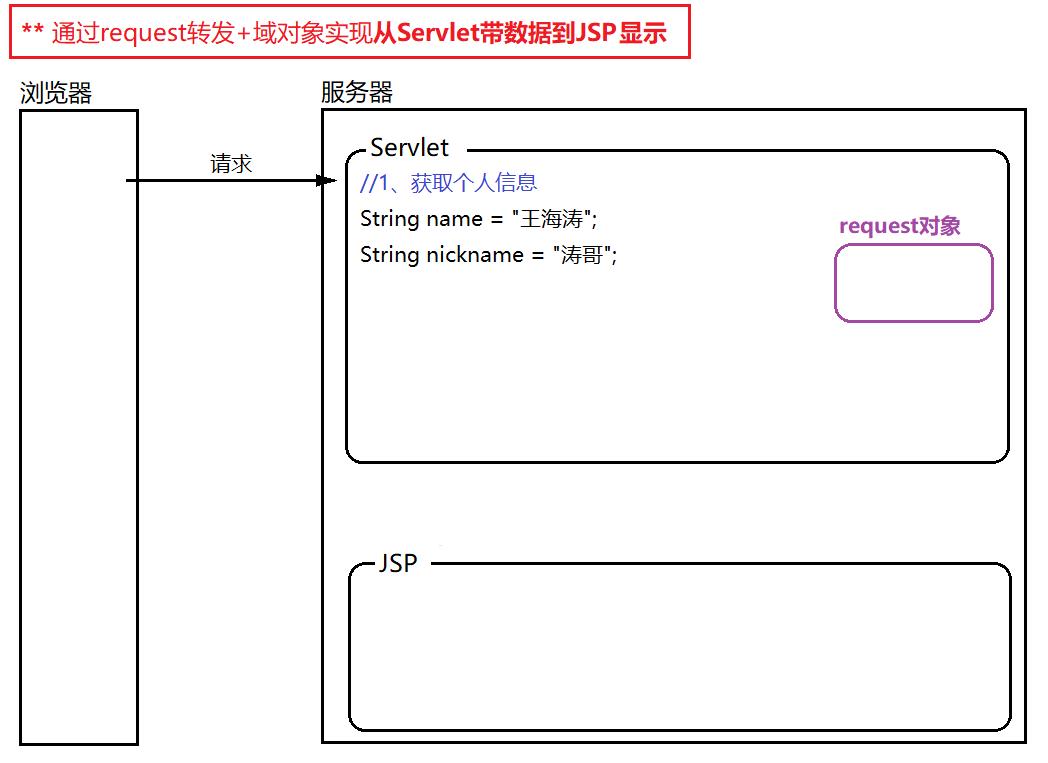 ** 通过request转发+域对象实现从Servlet带数据到JSP显示
浏览器
服务器
请求
Servlet
//1、获取个人信息
String name = "王海涛";
String nickname = "涛哥";
request对象
JSP